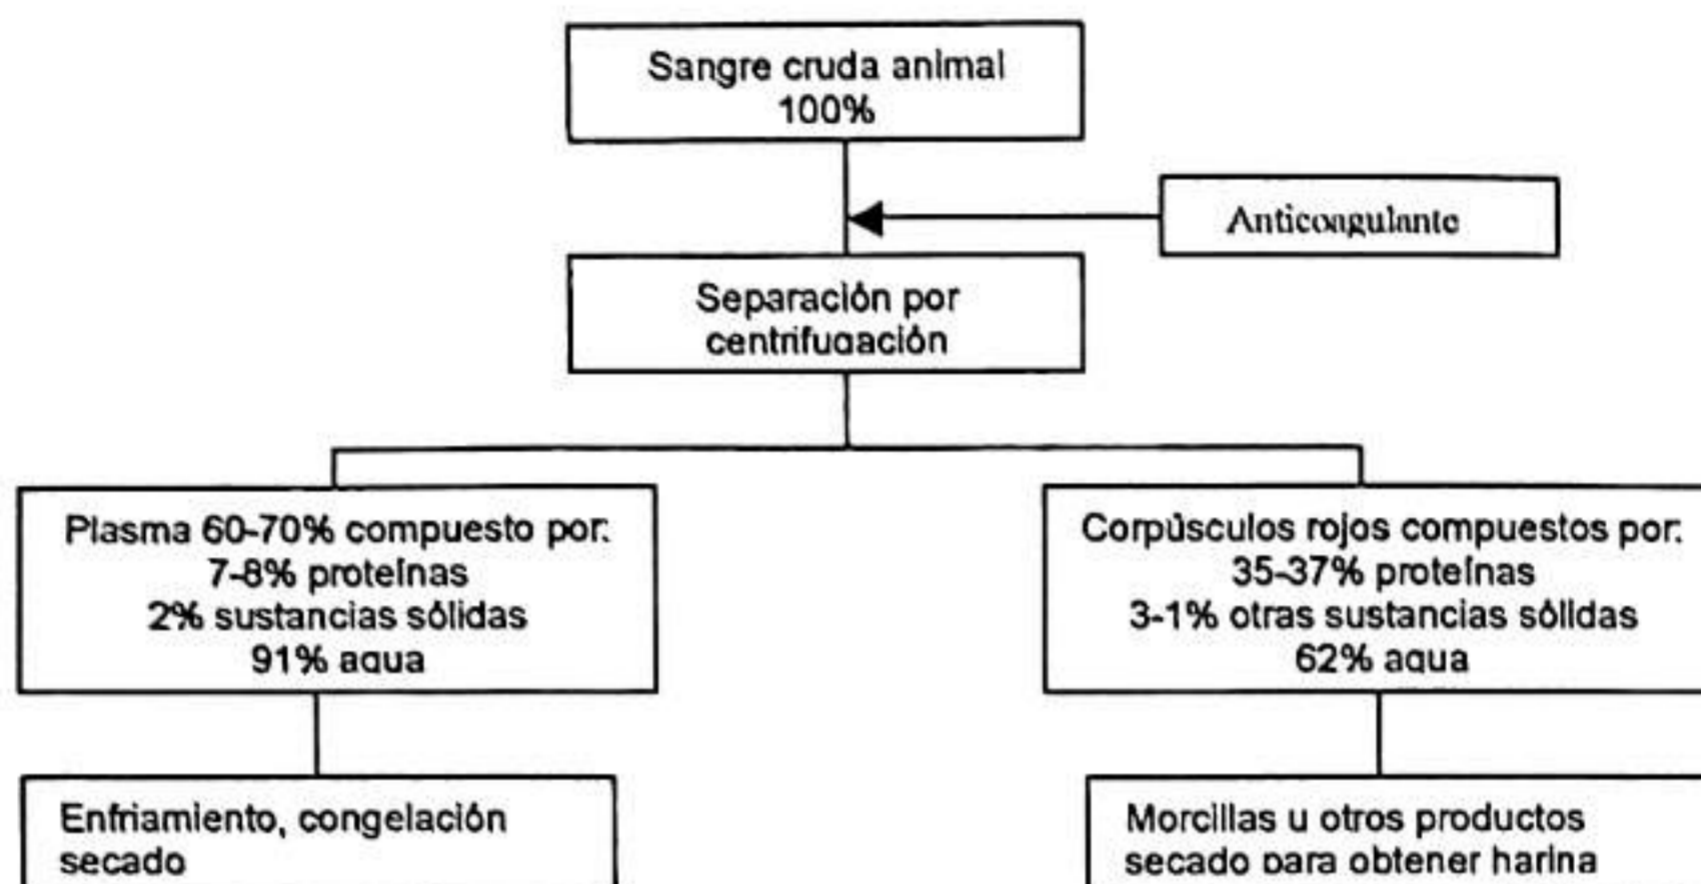 Sangre cruda animal
100%
Anticoagulante
Separación por
centrifugación
Plasma 60-70% compuesto por:
7-8% proteínas
2% sustancias sólidas
91% agua
Corpúsculos rojos compuestos por:
35-37% proteínas
3-1% otras sustancias sólidas
62% agua
Enfriamiento, congelación
secado
Morcillas u otros productos
secado para obtener harina